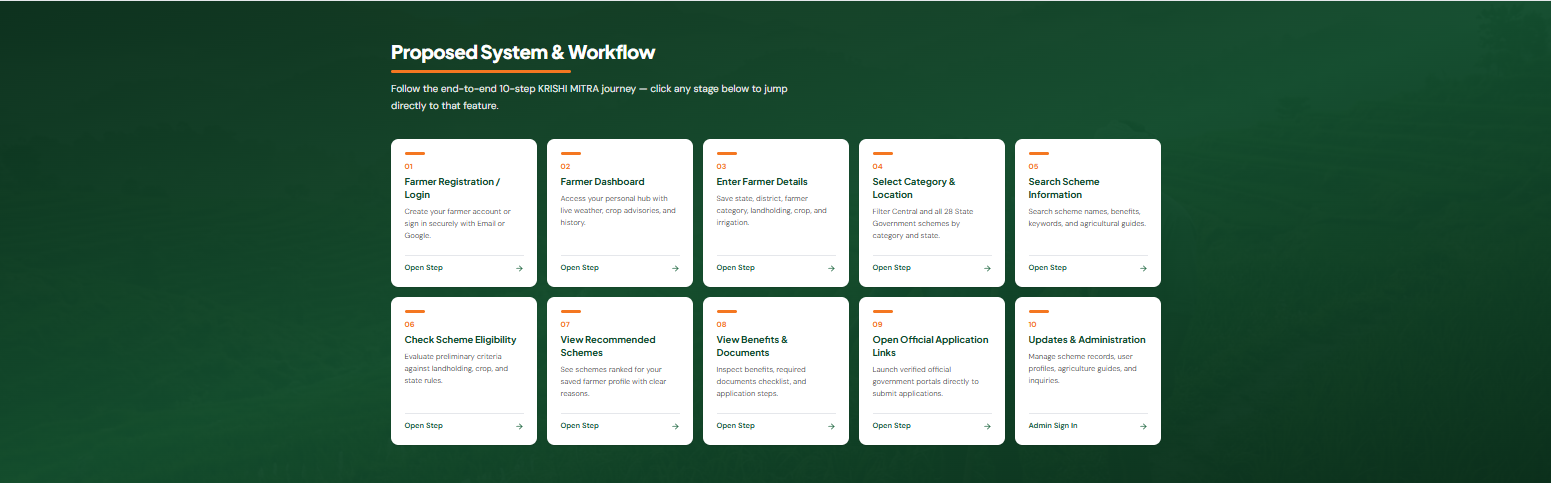 Proposed System & Workflow
Follow the end-to-end 10-step KRISHI MITRA journey — click any stage below to jump
directly to that feature.
01
Farmer Registration /
Login
Create your farmer account or
sign in securely with Email or
Google.
Open Step →
02
Farmer Dashboard
Access your personal hub with
live weather, crop advisories, and
history.
Open Step →
03
Enter Farmer Details
Save state, district, farmer
category, landholding, crop, and
irrigation.
Open Step →
04
Select Category &
Location
Filter Central and all 28 State
Government schemes by
category and state.
Open Step →
05
Search Scheme
Information
Search scheme names, benefits,
keywords, and agricultural guides.
Open Step →
06
Check Scheme Eligibility
Evaluate preliminary criteria
against landholding, crop, and
state rules.
Open Step →
07
View Recommended
Schemes
See schemes ranked for your
saved farmer profile with clear
reasons.
Open Step →
08
View Benefits &
Documents
Inspect benefits, required
documents checklist, and
application steps.
Open Step →
09
Open Official Application
Links
Launch verified official
government portals directly to
submit applications.
Open Step →
10
Updates & Administration
Manage scheme records, user
profiles, agriculture guides, and
inquiries.
Admin Sign In →